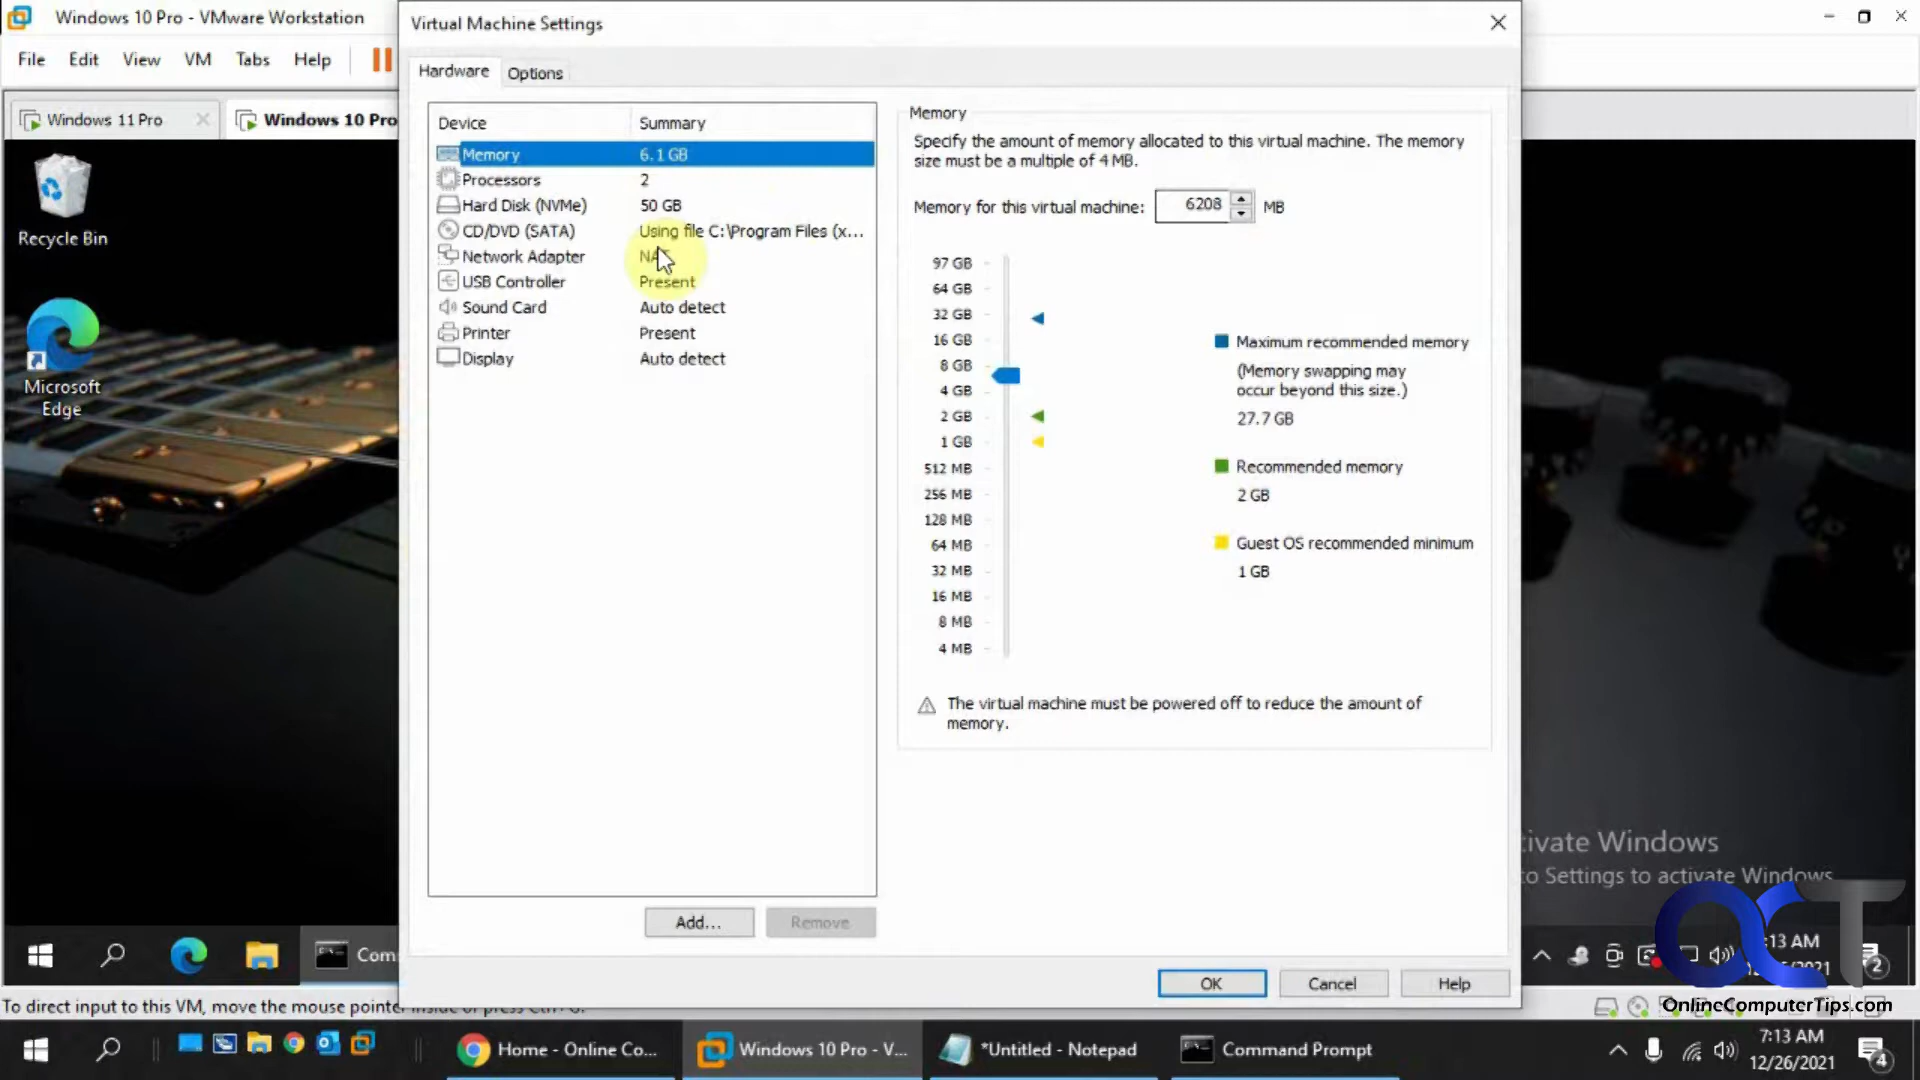 Windows 10 Pro - VMware Workstation
File Edit View VM Tabs Help
Windows 11 Pro
Windows 10 Pro
Recycle Bin
Microsoft
Edge
Virtual Machine Settings
Hardware
Options
Device Summary
Memory 6.1 GB
Processors 2
Hard Disk (NVMe) 50 GB
CD/DVD (SATA) Using file C:\Program Files (x...
Network Adapter NAT
USB Controller Present
Sound Card Auto detect
Printer Present
Display Auto detect
Add...
Remove
Memory
Specify the amount of memory allocated to this virtual machine. The memory
size must be a multiple of 4 MB.
Memory for this virtual machine: 6208 MB
97 GB
64 GB
32 GB
16 GB
8 GB
4 GB
2 GB
1 GB
512 MB
256 MB
128 MB
64 MB
32 MB
16 MB
8 MB
4 MB
Maximum recommended memory
(Memory swapping may
occur beyond this size.)
27.7 GB
Recommended memory
2 GB
Guest OS recommended minimum
1 GB
The virtual machine must be powered off to reduce the amount of
memory.
OK
Cancel
Help
tivate Windows
to Settings to activate Windows.
Com
:13 AM
2
To direct input to this VM, move the mouse pointer inside or press Ctrl+G.
OCT
OnlineComputerTips.com
Home - Online Co...
Windows 10 Pro - V...
*Untitled - Notepad
Command Prompt
7:13 AM
12/26/2021
4